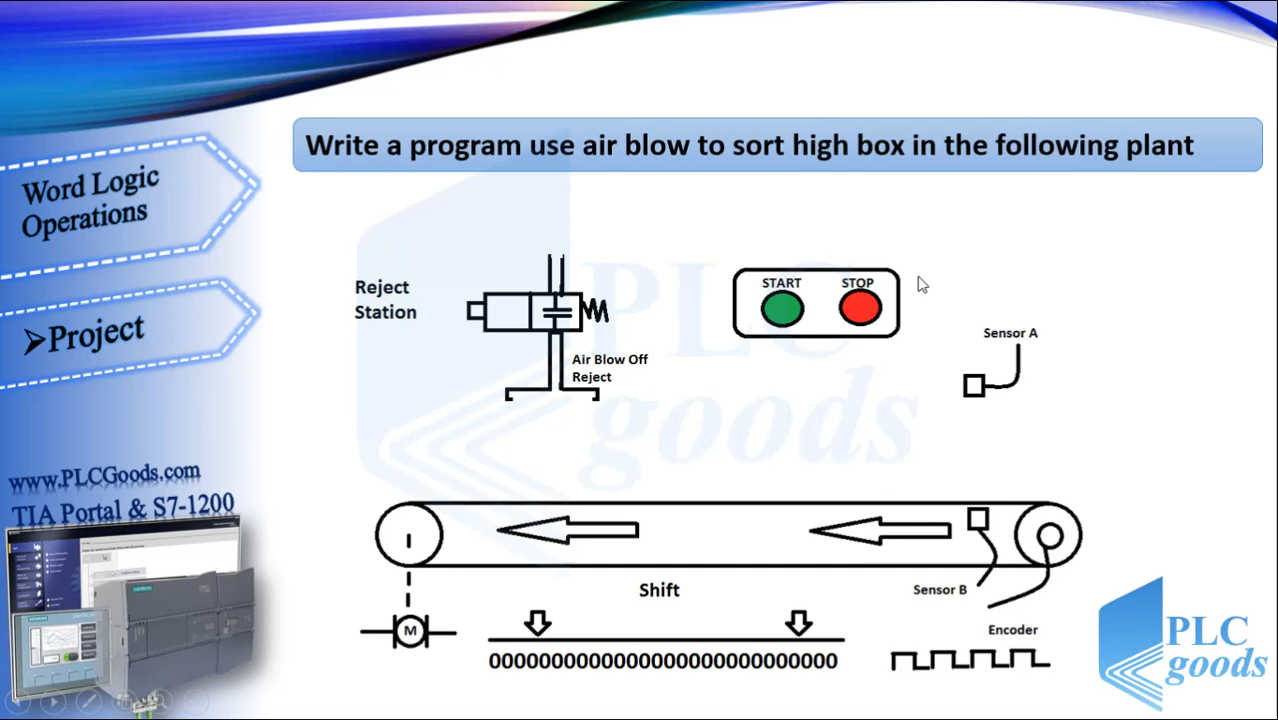 Write a program use air blow to sort high box in the following plant
Word Logic
Operations
➢Project
www.PLCGoods.com
TIA Portal & S7-1200
Reject
Station
Air Blow Off
Reject
START STOP
Sensor A
Sensor B
Encoder
Shift
M
0000000000000000000000000000
PLC
goods
PLC
goods